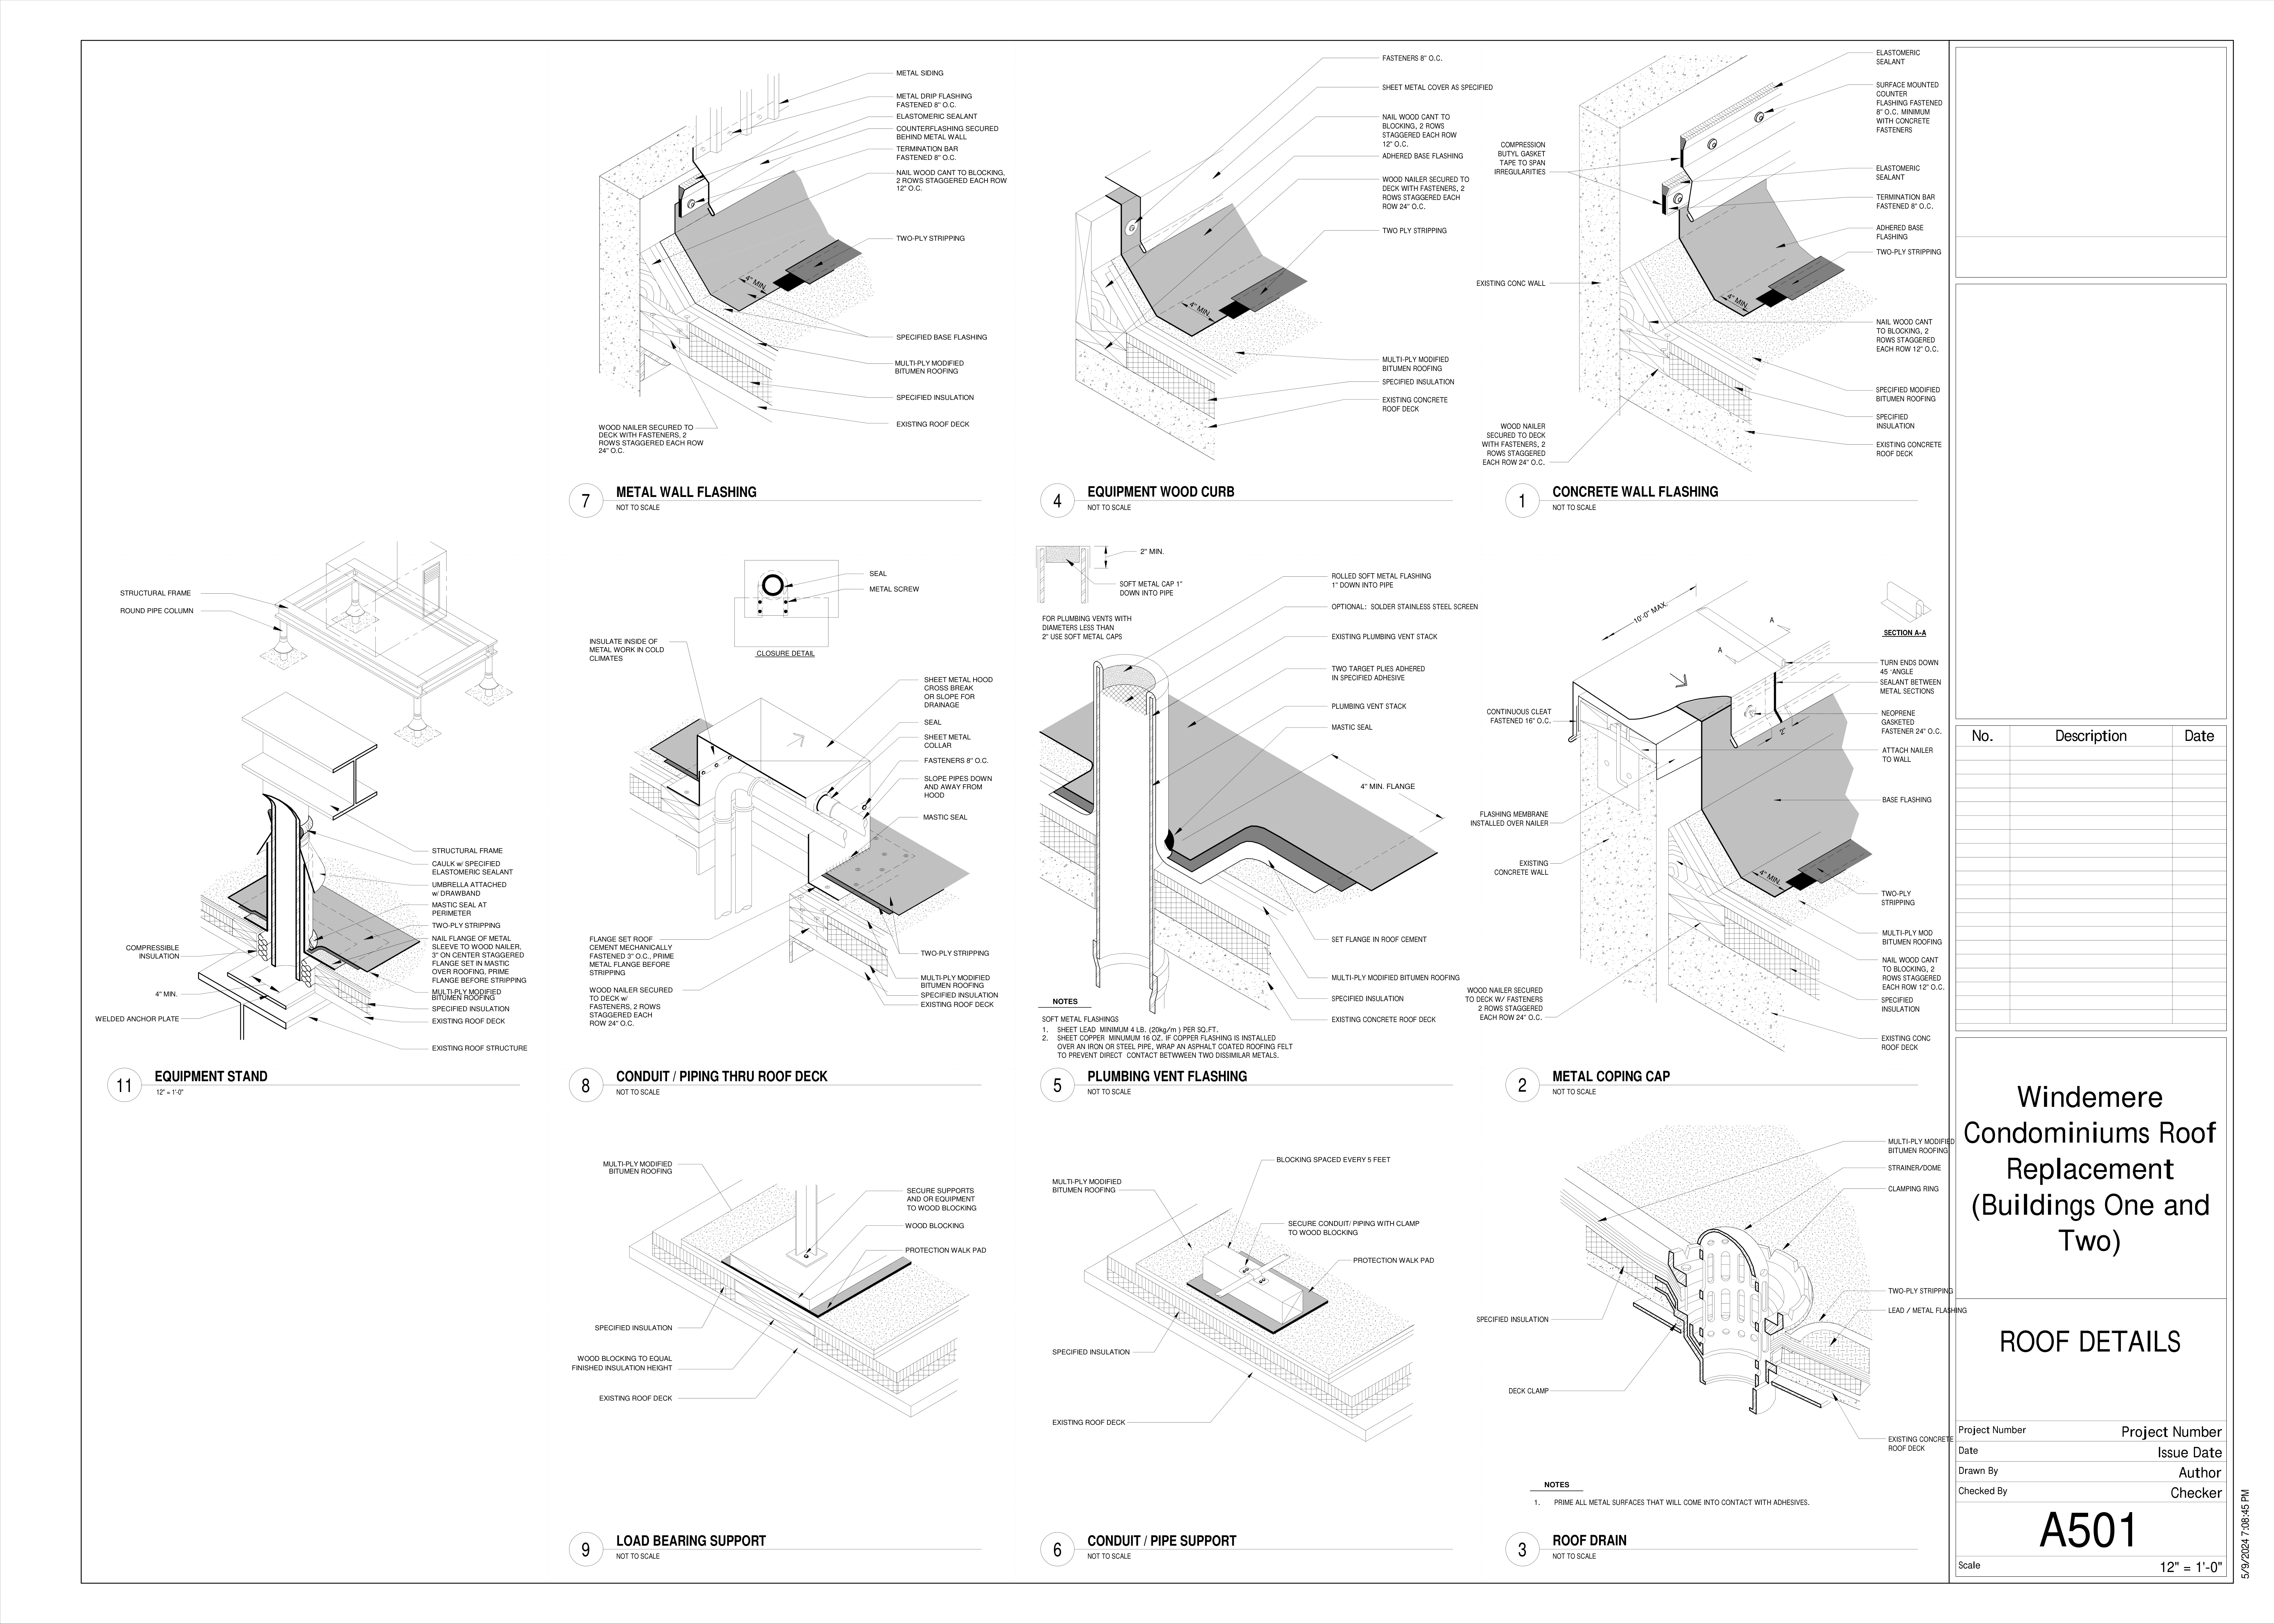 METAL SIDING
METAL DRIP FLASHING
FASTENED 8" O.C.
ELASTOMERIC SEALANT
COUNTERFLASHING SECURED
BEHIND METAL WALL
TERMINATION BAR
FASTENED 8" O.C.
NAIL WOOD CANT TO BLOCKING,
2 ROWS STAGGERED EACH ROW
12" O.C.
TWO-PLY STRIPPING
4" MIN.
SPECIFIED BASE FLASHING
MULTI-PLY MODIFIED
BITUMEN ROOFING
SPECIFIED INSULATION
EXISTING ROOF DECK
WOOD NAILER SECURED TO
DECK WITH FASTENERS, 2
ROWS STAGGERED EACH ROW
24" O.C.
7
METAL WALL FLASHING
NOT TO SCALE
FASTENERS 8" O.C.
SHEET METAL COVER AS SPECIFIED
NAIL WOOD CANT TO
BLOCKING, 2 ROWS
STAGGERED EACH ROW
12" O.C.
ADHERED BASE FLASHING
WOOD NAILER SECURED TO
DECK WITH FASTENERS, 2
ROWS STAGGERED EACH
ROW 24" O.C.
TWO PLY STRIPPING
4" MIN.
MULTI-PLY MODIFIED
BITUMEN ROOFING
SPECIFIED INSULATION
EXISTING CONCRETE
ROOF DECK
4
EQUIPMENT WOOD CURB
NOT TO SCALE
ELASTOMERIC
SEALANT
SURFACE MOUNTED
COUNTER
FLASHING FASTENED
8" O.C. MINIMUM
WITH CONCRETE
FASTENERS
COMPRESSION
BUTYL GASKET
TAPE TO SPAN
IRREGULARITIES
ELASTOMERIC
SEALANT
TERMINATION BAR
FASTENED 8" O.C.
ADHERED BASE
FLASHING
TWO-PLY STRIPPING
EXISTING CONC WALL
4" MIN.
NAIL WOOD CANT
TO BLOCKING, 2
ROWS STAGGERED
EACH ROW 12" O.C.
SPECIFIED MODIFIED
BITUMEN ROOFING
SPECIFIED
INSULATION
EXISTING CONCRETE
ROOF DECK
WOOD NAILER
SECURED TO DECK
WITH FASTENERS, 2
ROWS STAGGERED
EACH ROW 24" O.C.
1
CONCRETE WALL FLASHING
NOT TO SCALE
STRUCTURAL FRAME
ROUND PIPE COLUMN
STRUCTURAL FRAME
CAULK w/ SPECIFIED
ELASTOMERIC SEALANT
UMBRELLA ATTACHED
w/ DRAWBAND
MASTIC SEAL AT
PERIMETER
TWO-PLY STRIPPING
NAIL FLANGE OF METAL
SLEEVE TO WOOD NAILER,
3" ON CENTER STAGGERED
FLANGE SET IN MASTIC
OVER ROOFING, PRIME
FLANGE BEFORE STRIPPING
MULTI-PLY MODIFIED
BITUMEN ROOFING
SPECIFIED INSULATION
EXISTING ROOF DECK
EXISTING ROOF STRUCTURE
COMPRESSIBLE
INSULATION
4" MIN.
WELDED ANCHOR PLATE
11
EQUIPMENT STAND
12" = 1'-0"
SEAL
METAL SCREW
CLOSURE DETAIL
INSULATE INSIDE OF
METAL WORK IN COLD
CLIMATES
SHEET METAL HOOD
CROSS BREAK
OR SLOPE FOR
DRAINAGE
SEAL
SHEET METAL
COLLAR
FASTENERS 8" O.C.
SLOPE PIPES DOWN
AND AWAY FROM
HOOD
MASTIC SEAL
FLANGE SET ROOF
CEMENT MECHANICALLY
FASTENED 3" O.C., PRIME
METAL FLANGE BEFORE
STRIPPING
WOOD NAILER SECURED
TO DECK w/
FASTENERS, 2 ROWS
STAGGERED EACH
ROW 24" O.C.
TWO-PLY STRIPPING
MULTI-PLY MODIFIED
BITUMEN ROOFING
SPECIFIED INSULATION
EXISTING ROOF DECK
8
CONDUIT / PIPING THRU ROOF DECK
NOT TO SCALE
2" MIN.
SOFT METAL CAP 1"
DOWN INTO PIPE
FOR PLUMBING VENTS WITH
DIAMETERS LESS THAN
2" USE SOFT METAL CAPS
ROLLED SOFT METAL FLASHING
1" DOWN INTO PIPE
OPTIONAL: SOLDER STAINLESS STEEL SCREEN
EXISTING PLUMBING VENT STACK
TWO TARGET PLIES ADHERED
IN SPECIFIED ADHESIVE
PLUMBING VENT STACK
MASTIC SEAL
4" MIN. FLANGE
SET FLANGE IN ROOF CEMENT
MULTI-PLY MODIFIED BITUMEN ROOFING
SPECIFIED INSULATION
EXISTING CONCRETE ROOF DECK
NOTES
SOFT METAL FLASHINGS
1. SHEET LEAD MINIMUM 4 LB. (20kg/m ) PER SQ.FT.
2. SHEET COPPER MINUMUM 16 OZ. IF COPPER FLASHING IS INSTALLED
OVER AN IRON OR STEEL PIPE, WRAP AN ASPHALT COATED ROOFING FELT
TO PREVENT DIRECT CONTACT BETWWEEN TWO DISSIMILAR METALS.
5
PLUMBING VENT FLASHING
NOT TO SCALE
10'-0" MAX.
A
A
SECTION A-A
TURN ENDS DOWN
45 °ANGLE
SEALANT BETWEEN
METAL SECTIONS
NEOPRENE
GASKETED
FASTENER 24" O.C.
2"
ATTACH NAILER
TO WALL
BASE FLASHING
CONTINUOUS CLEAT
FASTENED 16" O.C.
FLASHING MEMBRANE
INSTALLED OVER NAILER
EXISTING
CONCRETE WALL
4" MIN.
TWO-PLY
STRIPPING
MULTI-PLY MOD
BITUMEN ROOFING
NAIL WOOD CANT
TO BLOCKING, 2
ROWS STAGGERED
EACH ROW 12" O.C.
SPECIFIED
INSULATION
EXISTING CONC
ROOF DECK
WOOD NAILER SECURED
TO DECK W/ FASTENERS
2 ROWS STAGGERED
EACH ROW 24" O.C.
2
METAL COPING CAP
NOT TO SCALE
MULTI-PLY MODIFIED
BITUMEN ROOFING
SECURE SUPPORTS
AND OR EQUIPMENT
TO WOOD BLOCKING
WOOD BLOCKING
PROTECTION WALK PAD
SPECIFIED INSULATION
WOOD BLOCKING TO EQUAL
FINISHED INSULATION HEIGHT
EXISTING ROOF DECK
9
LOAD BEARING SUPPORT
NOT TO SCALE
BLOCKING SPACED EVERY 5 FEET
MULTI-PLY MODIFIED
BITUMEN ROOFING
SECURE CONDUIT/ PIPING WITH CLAMP
TO WOOD BLOCKING
PROTECTION WALK PAD
SPECIFIED INSULATION
EXISTING ROOF DECK
6
CONDUIT / PIPE SUPPORT
NOT TO SCALE
MULTI-PLY MODIFIED
BITUMEN ROOFING
STRAINER/DOME
CLAMPING RING
TWO-PLY STRIPPING
LEAD / METAL FLASHING
SPECIFIED INSULATION
DECK CLAMP
EXISTING CONCRETE
ROOF DECK
NOTES
1. PRIME ALL METAL SURFACES THAT WILL COME INTO CONTACT WITH ADHESIVES.
3
ROOF DRAIN
NOT TO SCALE
No. Description Date
Windemere
Condominiums Roof
Replacement
(Buildings One and
Two)
ROOF DETAILS
Project Number Project Number
Date Issue Date
Drawn By Author
Checked By Checker
A501
Scale 12" = 1'-0"
5/9/2024 7:08:45 PM